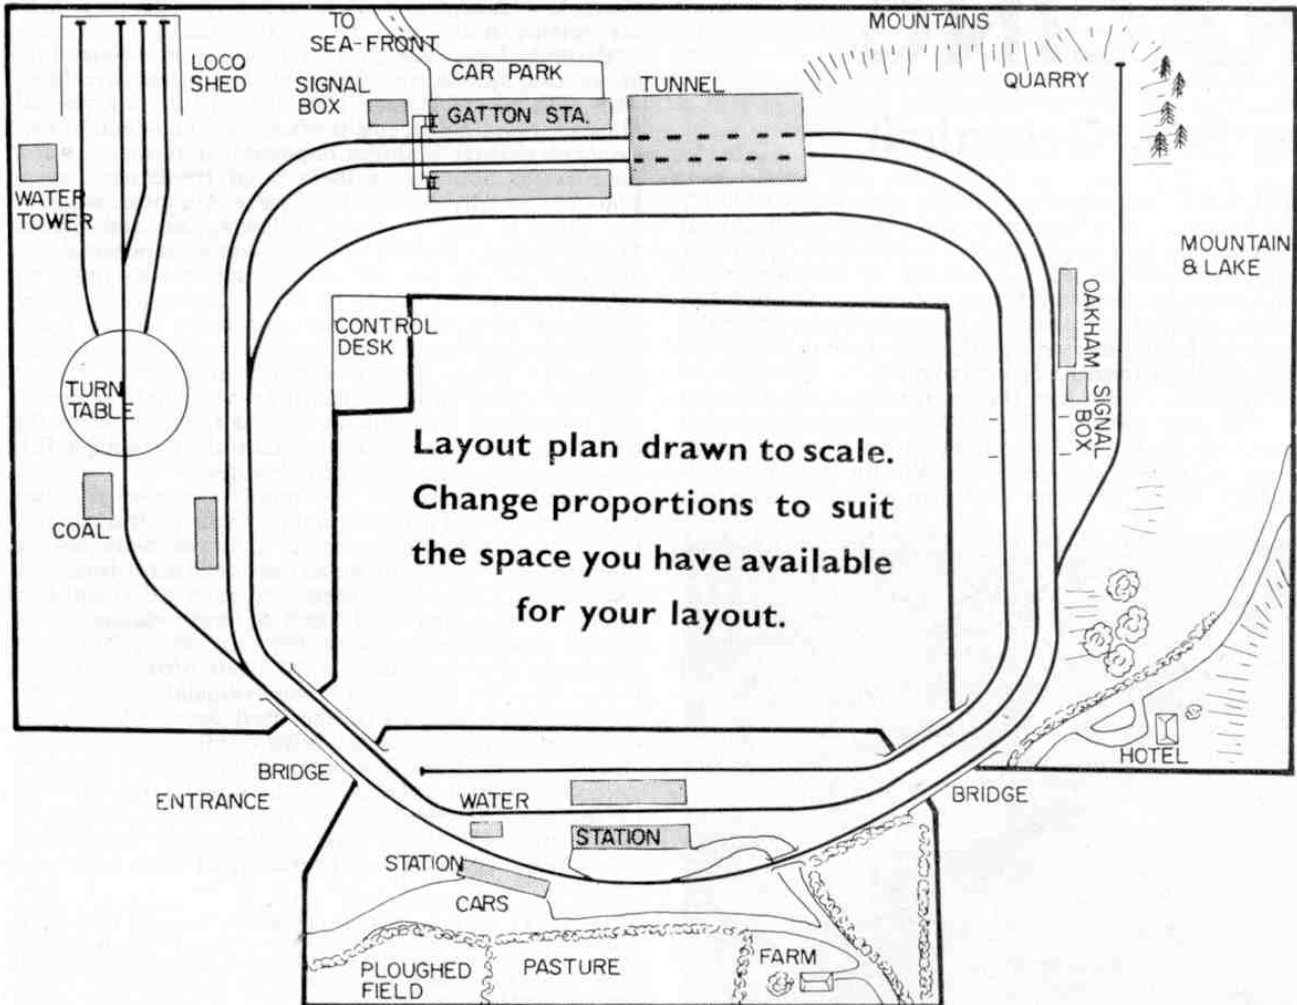 TO
SEA-FRONT
MOUNTAINS
LOCO
SHED
SIGNAL
BOX
CAR PARK
TUNNEL
QUARRY
GATTON STA.
WATER
TOWER
MOUNTAIN
& LAKE
CONTROL
DESK
OAKHAM
SIGNAL
BOX
TURN
TABLE
COAL
Layout plan drawn to scale.
Change proportions to suit
the space you have available
for your layout.
BRIDGE
ENTRANCE
WATER
STATION
STATION
CARS
BRIDGE
HOTEL
PLOUGHED
FIELD
PASTURE
FARM